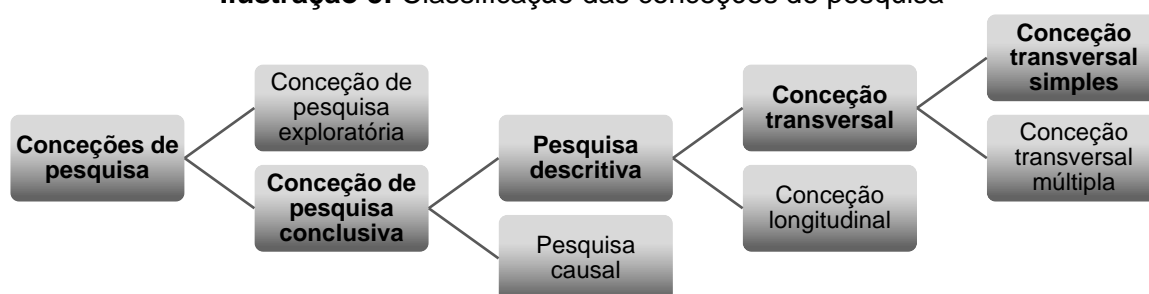 Ilustração 3: Classificação das conceções de pesquisa
Conceções de
pesquisa
Conceção de
pesquisa
exploratória
Conceção de
pesquisa
conclusiva
Pesquisa
descritiva
Pesquisa
causal
Conceção
transversal
Conceção
longitudinal
Conceção
transversal
simples
Conceção
transversal
múltipla